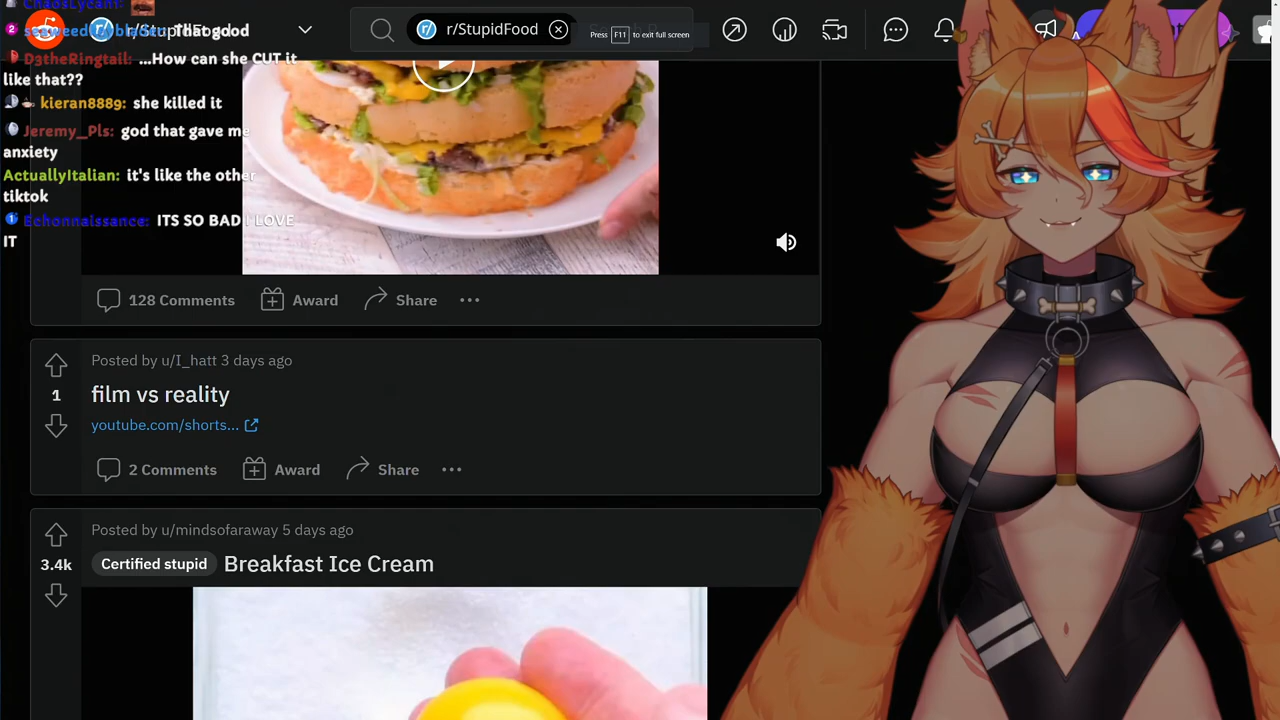 ChaosLydani:
That good
r/StupidFood
Press F11 to exit full screen
D3theRingtail: ...How can she CUT it
like that??
kieran8889: she killed it
Jeremy_Pls: god that gave me
anxiety
ActuallyItalian: it's like the other
tiktok
Echonnaissance: ITS SO BAD I LOVE
IT
128 Comments Award Share
Posted by u/I_hatt 3 days ago
1
film vs reality
youtube.com/shorts...
2 Comments Award Share
Posted by u/mindsofaraway 5 days ago
3.4k
Certified stupid Breakfast Ice Cream